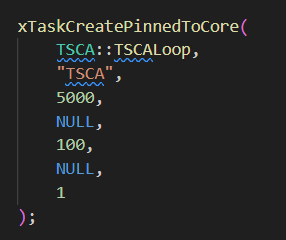 xTaskCreatePinnedToCore(
    TSCA::TSCALoop,
    "TSCA",
    5000,
    NULL,
    100,
    NULL,
    1
);